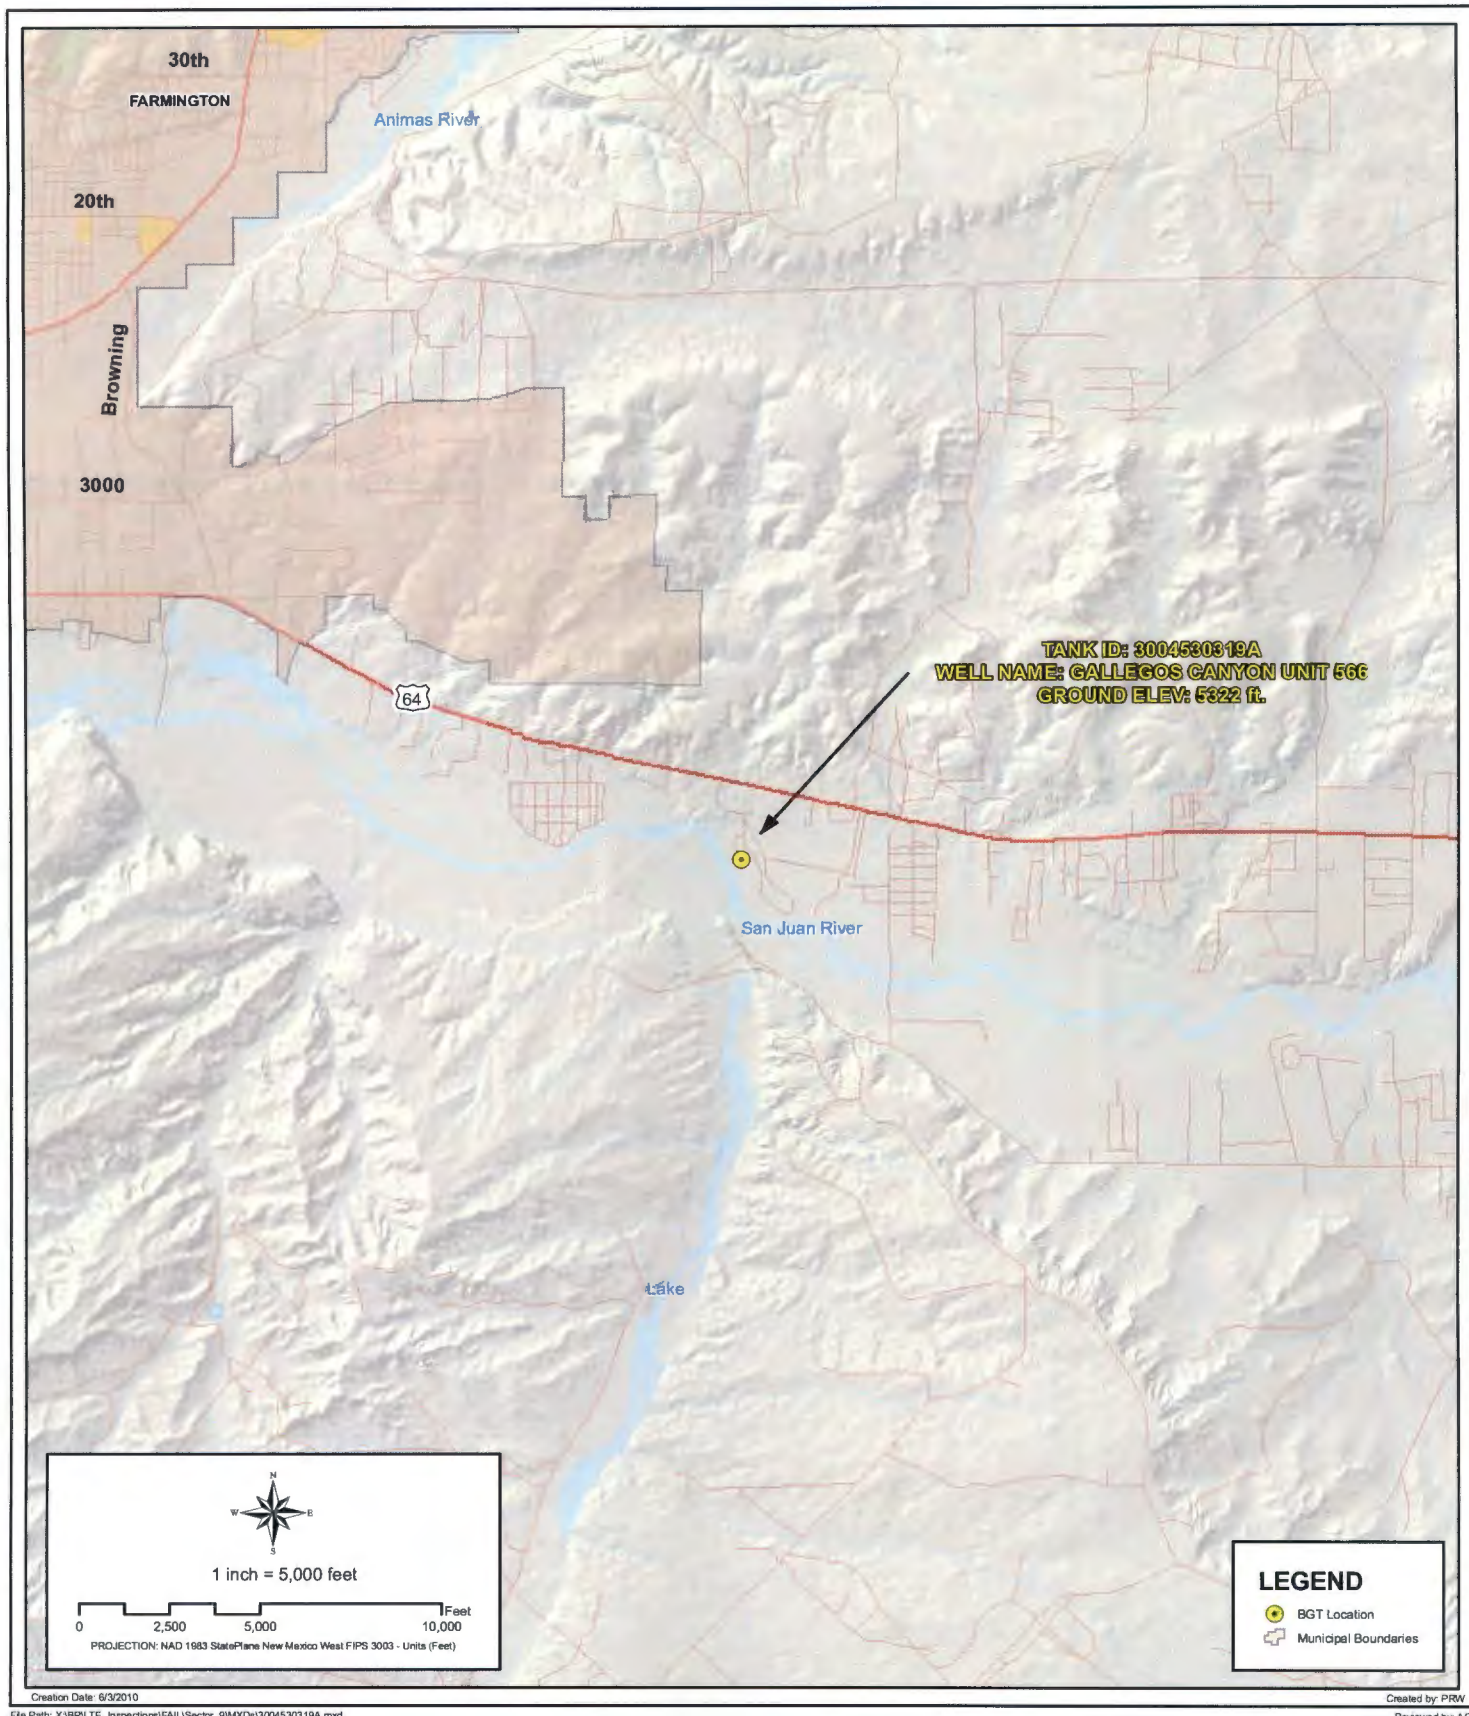 30th
FARMINGTON
Animas River
20th
Browning
3000
TANK ID: 3004530319A
WELL NAME: GALLEGOS CANYON UNIT 566
GROUND ELEV: 5322 ft.
64
San Juan River
Lake
N
W E
S
1 inch = 5,000 feet
Feet
0 2,500 5,000 10,000
PROJECTION: NAD 1983 StatePlane New Mexico West FIPS 3003 - Units (Feet)
LEGEND
BGT Location
Municipal Boundaries
Creation Date: 6/3/2010
Created by: PRW